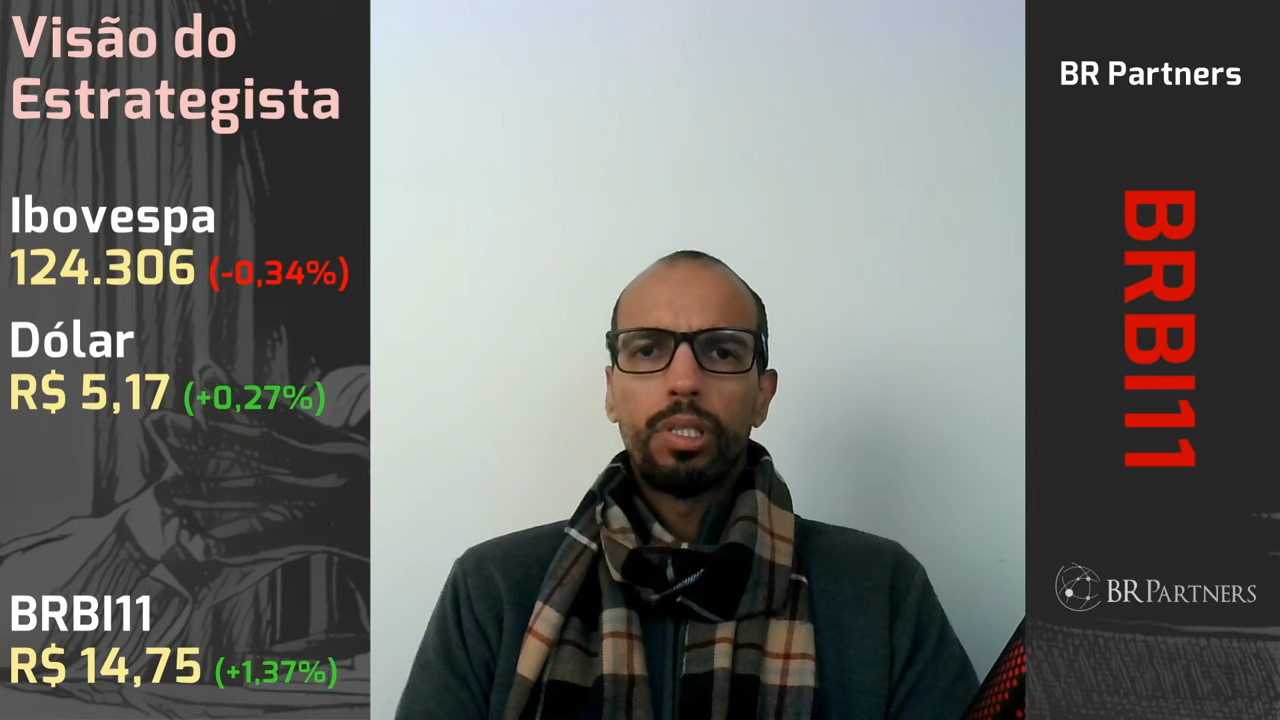 Visão do
Estrategista
Ibovespa
124.306 (-0,34%)
Dólar
R$ 5,17 (+0,27%)
BRBI11
R$ 14,75 (+1,37%)
BR Partners
BRBI11
BR PARTNERS